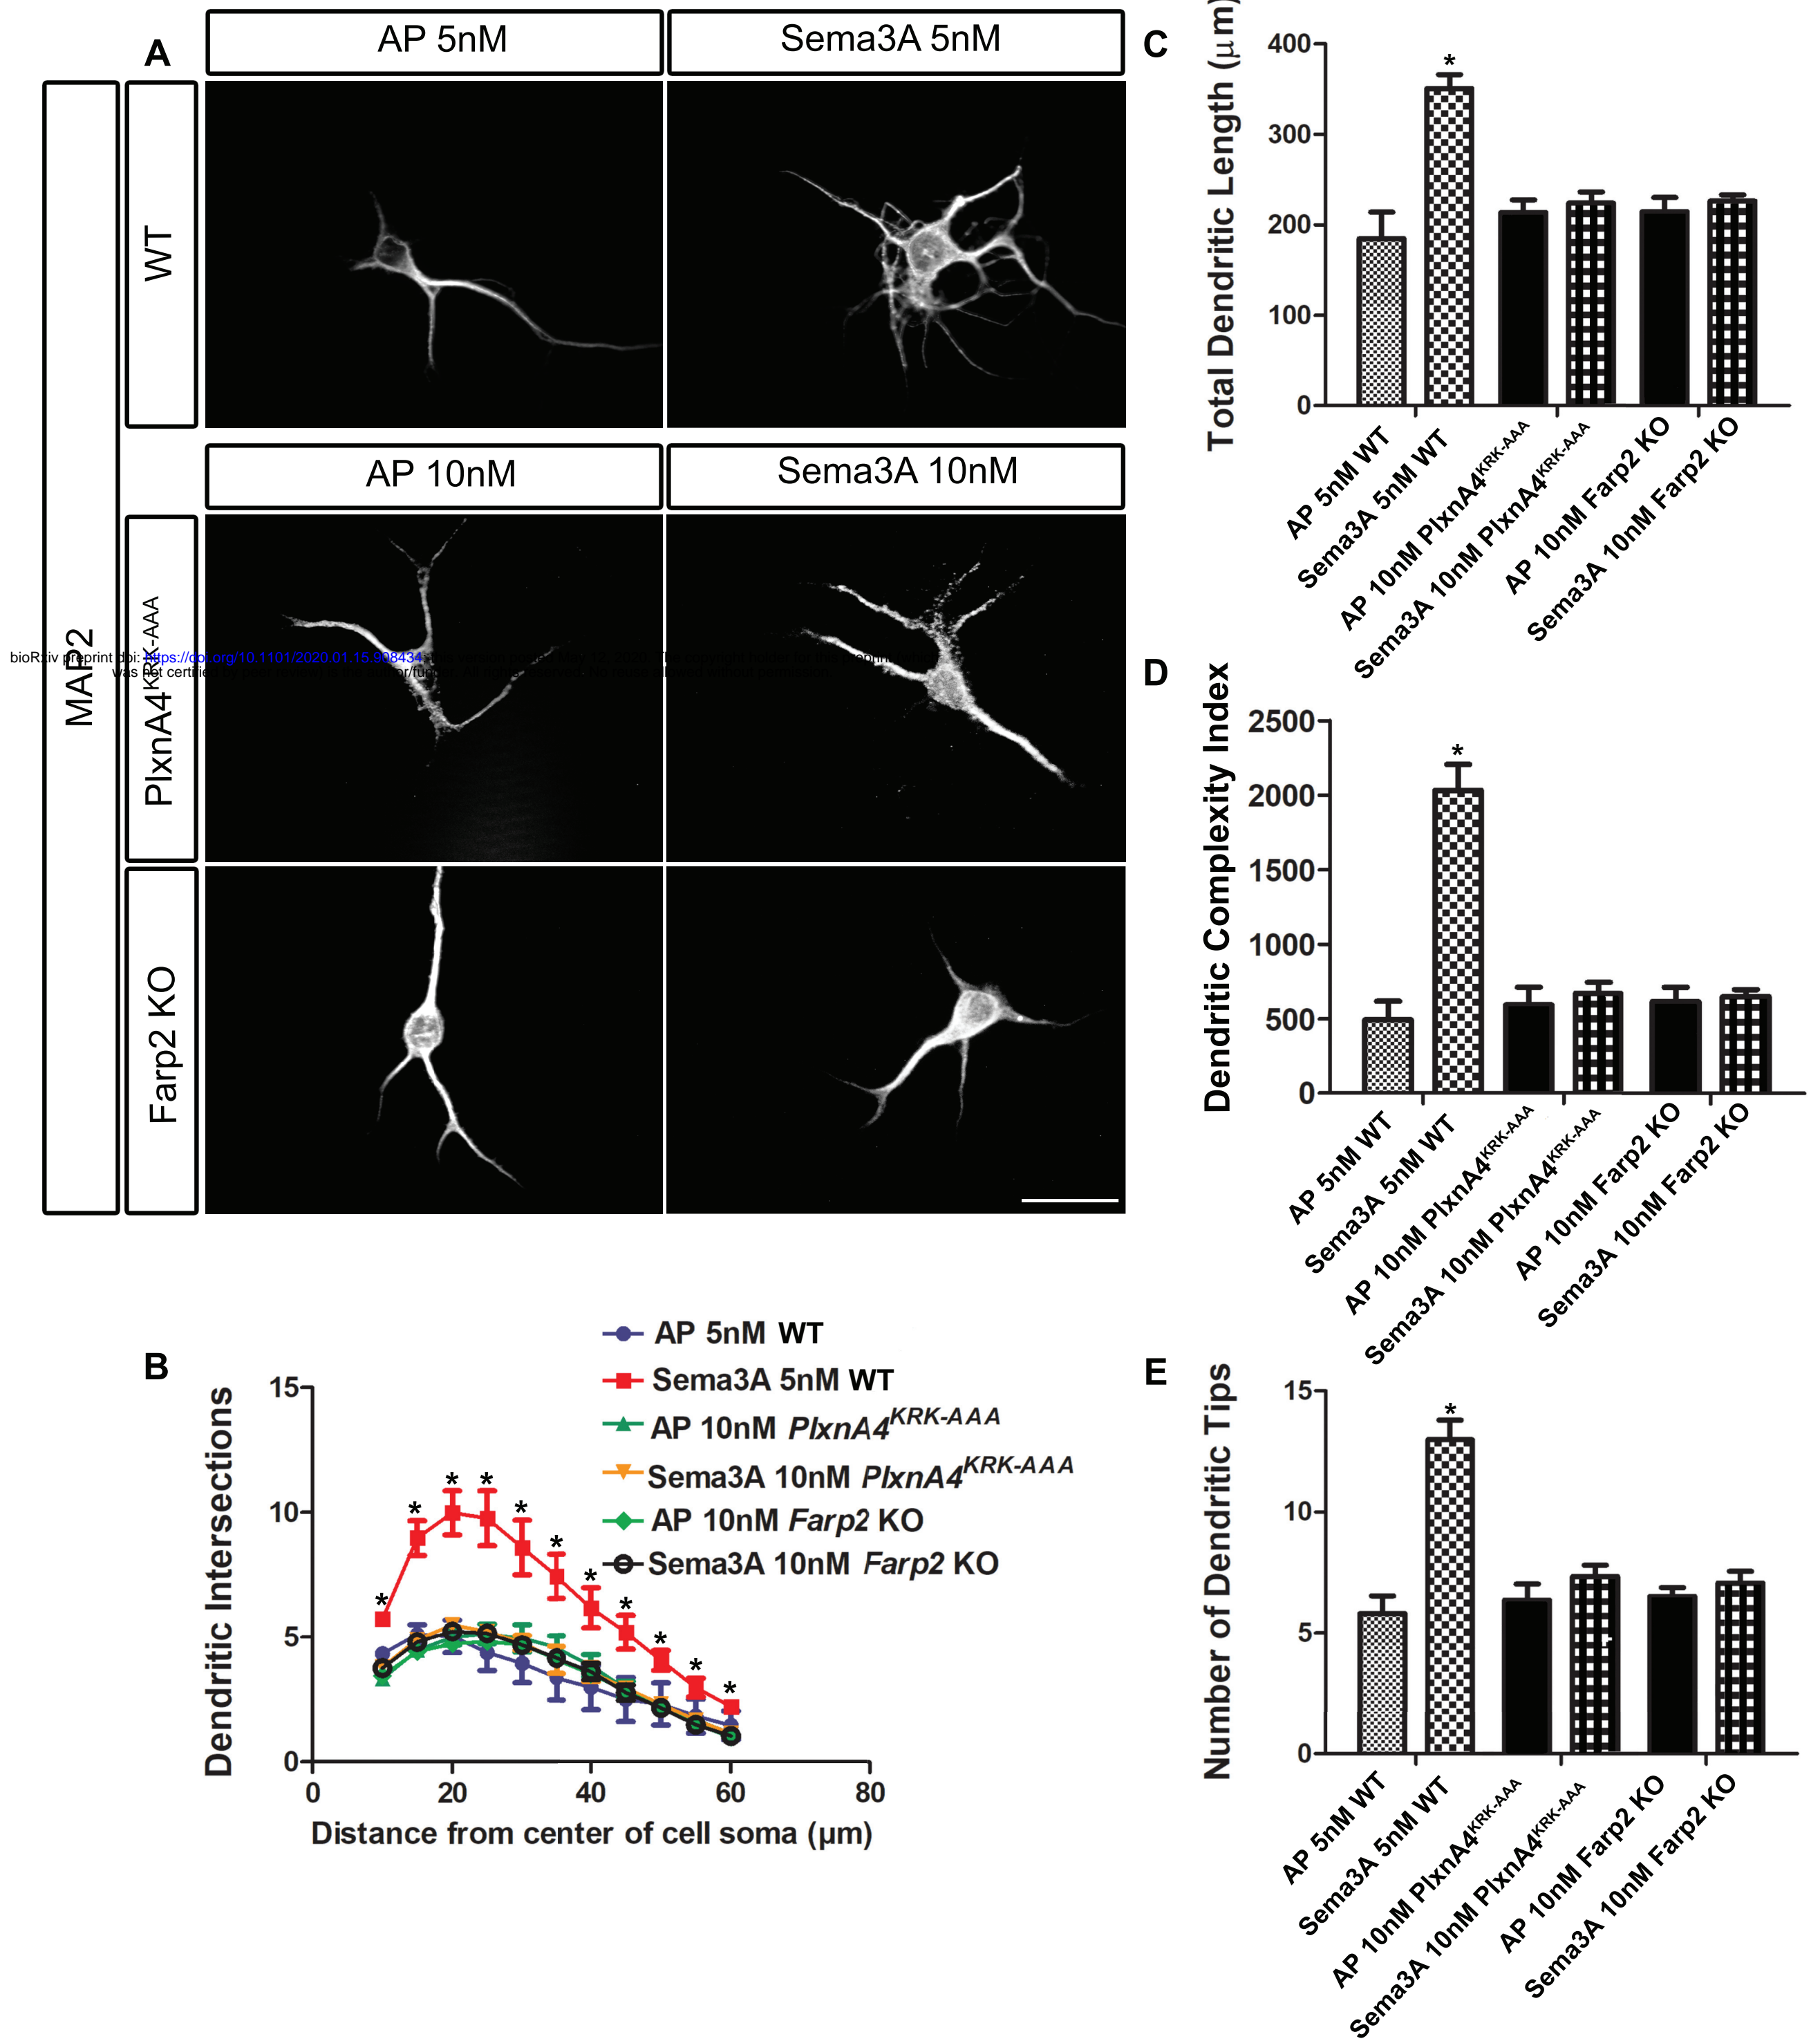 A
AP 5nM
Sema3A 5nM
MAP2
WT
AP 10nM
Sema3A 10nM
PlxnA4KRK-AAA
bioRxiv preprint doi: https://doi.org/10.1101/2020.01.15.908434
was not certified
Farp2 KO
B
AP 5nM WT
Sema3A 5nM WT
AP 10nM PlxnA4KRK-AAA
Sema3A 10nM PlxnA4KRK-AAA
AP 10nM Farp2 KO
Sema3A 10nM Farp2 KO
Dendritic Intersections
15
10
5
0
* * * * * * * * * * *
0 20 40 60 80
Distance from center of cell soma (µm)
C
Total Dendritic Length (µm)
400
300
200
100
0
*
AP 5nM WT
Sema3A 5nM WT
AP 10nM PlxnA4KRK-AAA
Sema3A 10nM PlxnA4KRK-AAA
AP 10nM Farp2 KO
Sema3A 10nM Farp2 KO
D
Dendritic Complexity Index
2500
2000
1500
1000
500
0
*
AP 5nM WT
Sema3A 5nM WT
AP 10nM PlxnA4KRK-AAA
Sema3A 10nM PlxnA4KRK-AAA
AP 10nM Farp2 KO
Sema3A 10nM Farp2 KO
E
Number of Dendritic Tips
15
10
5
0
*
AP 5nM WT
Sema3A 5nM WT
AP 10nM PlxnA4KRK-AAA
Sema3A 10nM PlxnA4KRK-AAA
AP 10nM Farp2 KO
Sema3A 10nM Farp2 KO